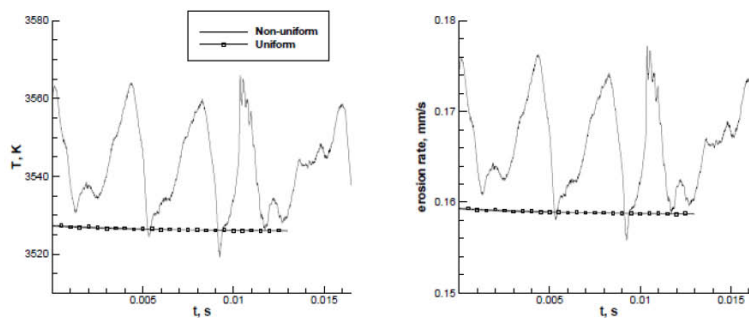 3580
Non-uniform
Uniform
3560
T, K
3540
3520
0.005
0.01
0.015
t, s
0.18
0.17
erosion rate, mm/s
0.16
0.15
0.005
0.01
0.015
t, s